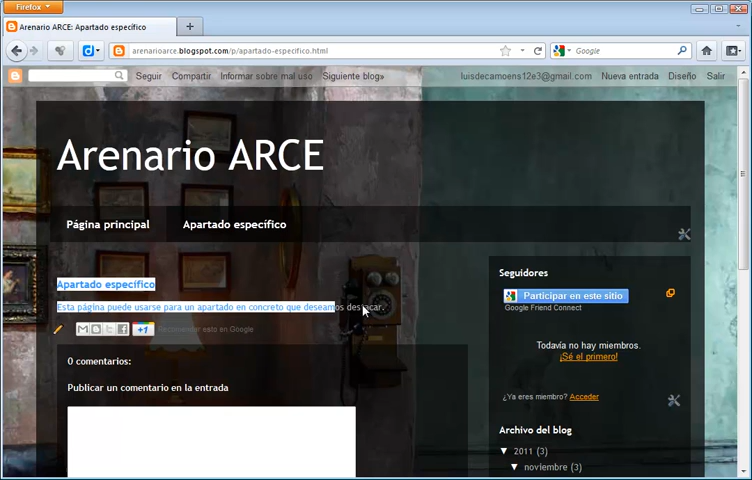 Firefox
Arenario ARCE: Apartado específico
arenarioarce.blogspot.com/p/apartado-especifico.html
Google
Seguir Compartir Informar sobre mal uso Siguiente blog» luisdecamoens12e3@gmail.com Nueva entrada Diseño Salir
Arenario ARCE
Página principal Apartado específico
Apartado específico
Esta página puede usarse para un apartado en concreto que deseamos destacar.
+1 Recomendar esto en Google
0 comentarios:
Publicar un comentario en la entrada
Seguidores
Participar en este sitio
Google Friend Connect
Todavía no hay miembros.
¡Sé el primero!
¿Ya eres miembro? Acceder
Archivo del blog
▼ 2011 (3)
▼ noviembre (3)